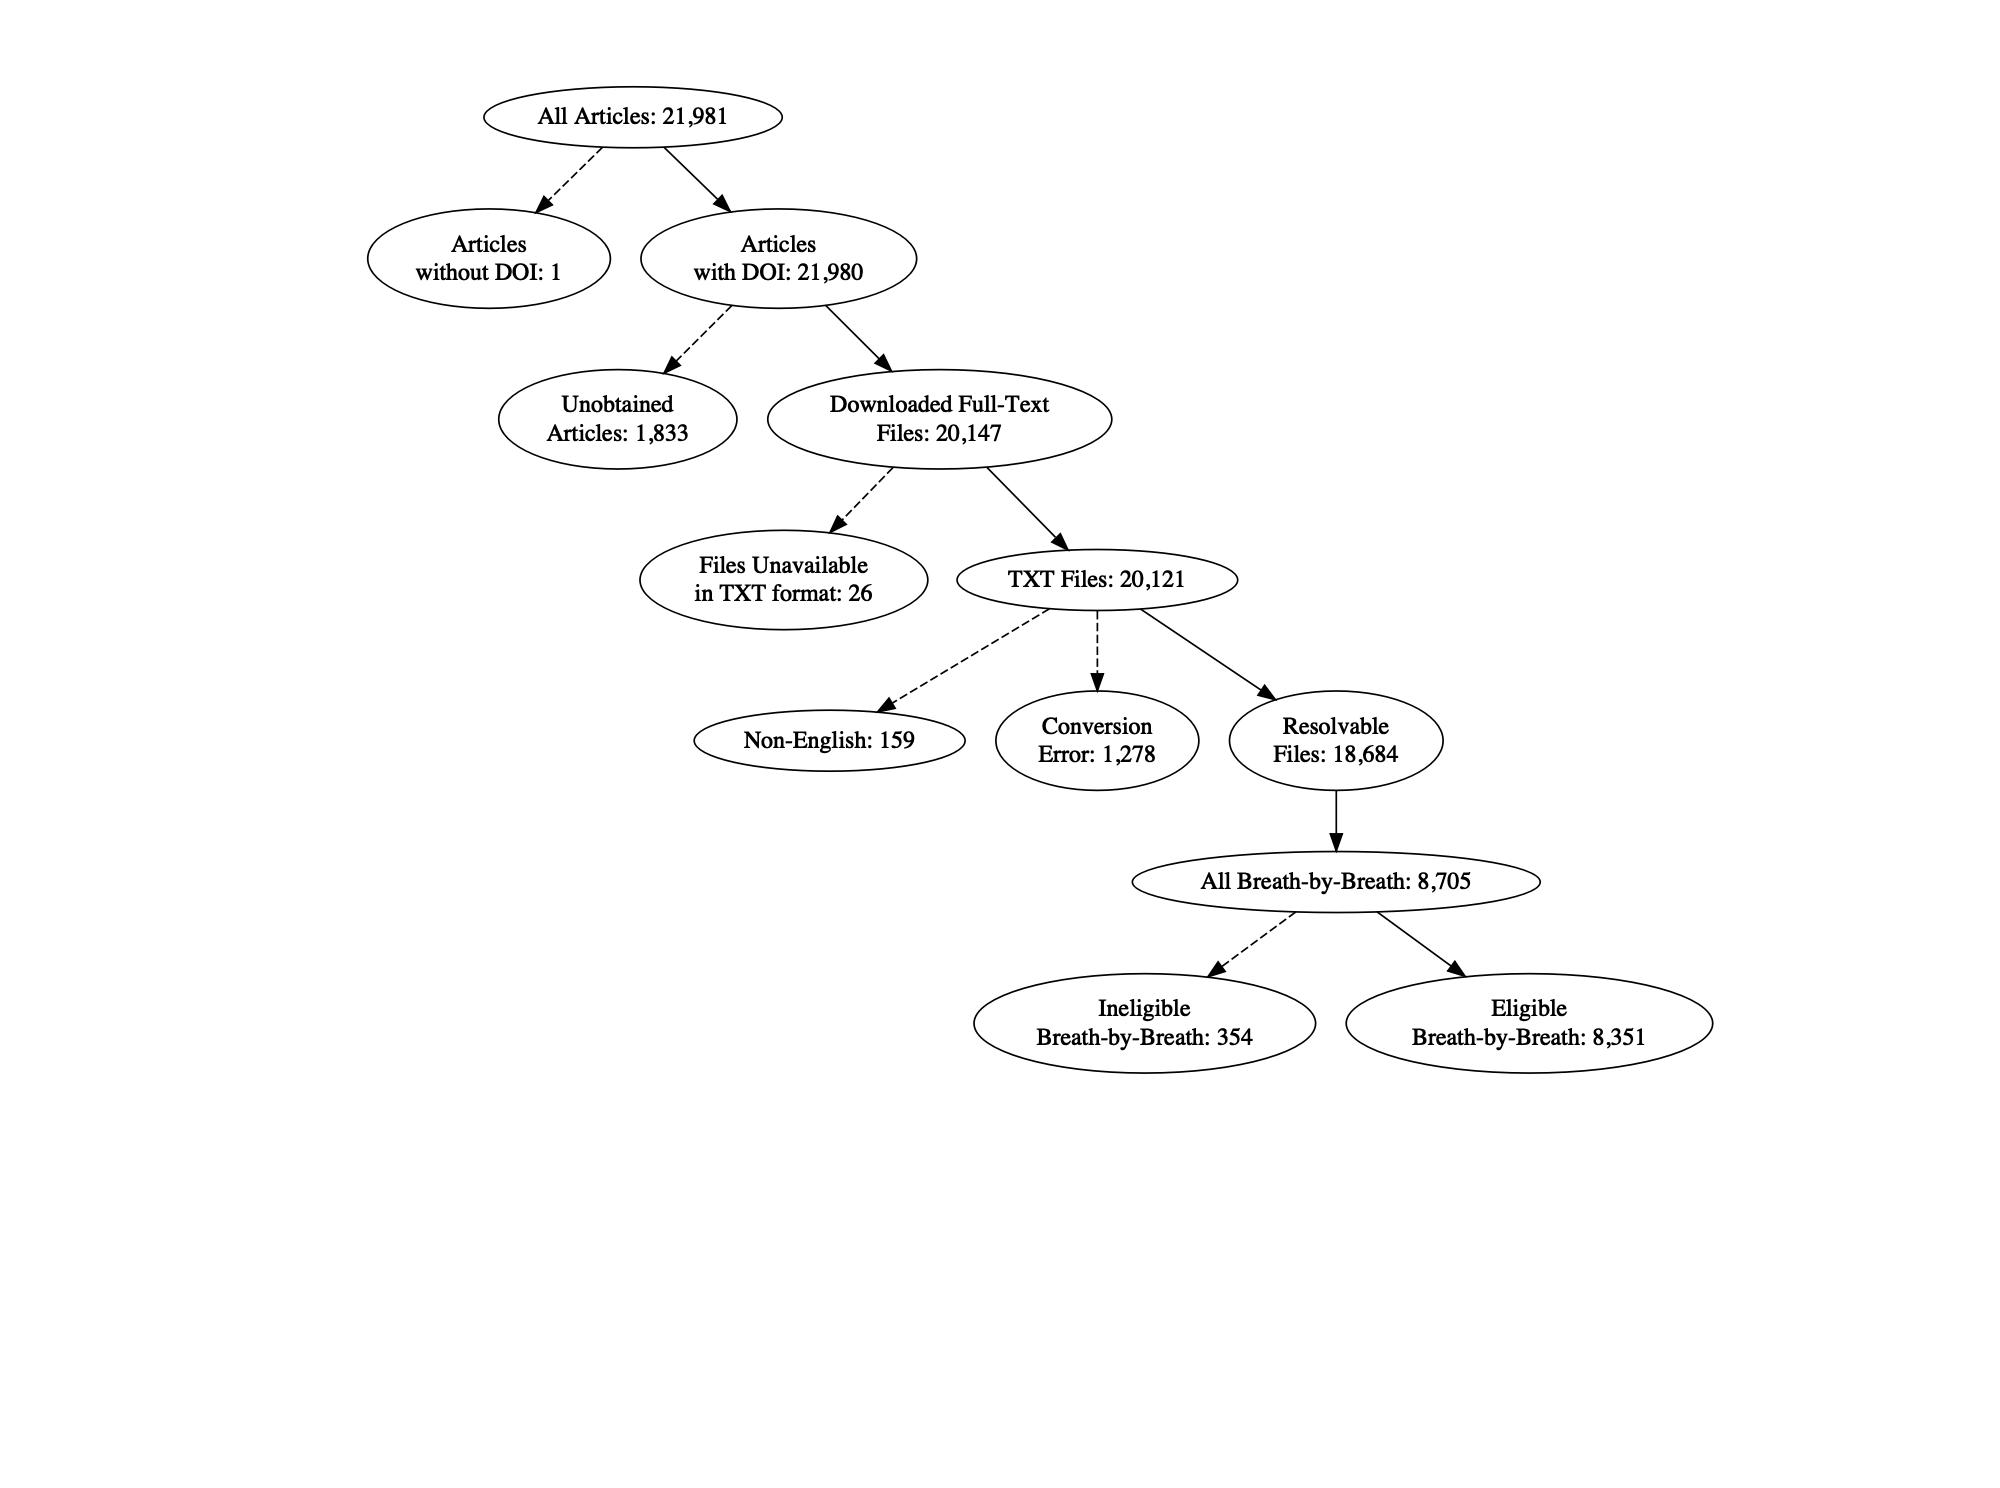 All Articles: 21,981
Articles
without DOI: 1
Articles
with DOI: 21,980
Unobtained
Articles: 1,833
Downloaded Full-Text
Files: 20,147
Files Unavailable
in TXT format: 26
TXT Files: 20,121
Non-English: 159
Conversion
Error: 1,278
Resolvable
Files: 18,684
All Breath-by-Breath: 8,705
Ineligible
Breath-by-Breath: 354
Eligible
Breath-by-Breath: 8,351